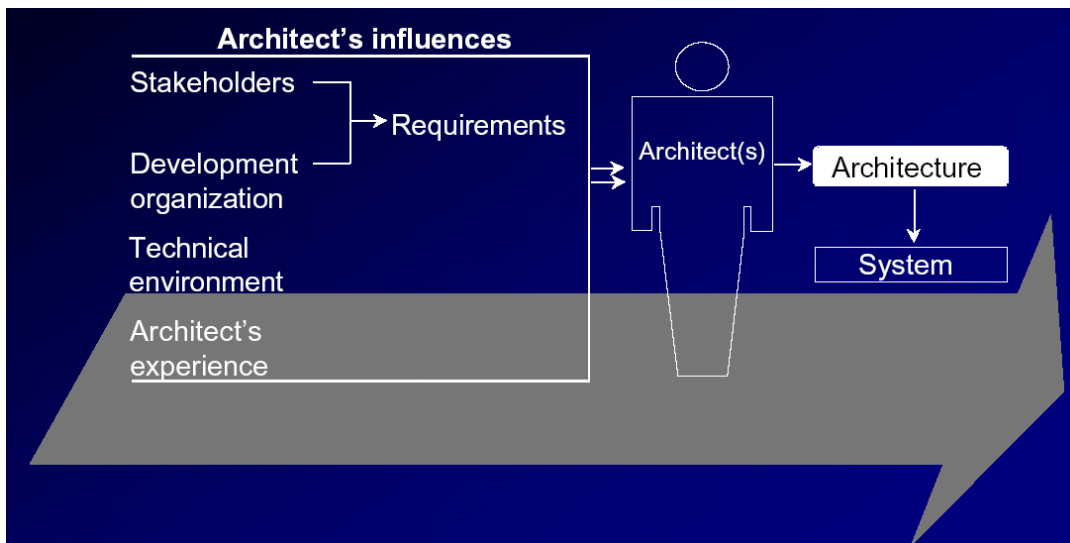 Architect’s influences
Stakeholders
Requirements
Development
organization
Technical
environment
Architect’s
experience
Architect(s)
Architecture
System